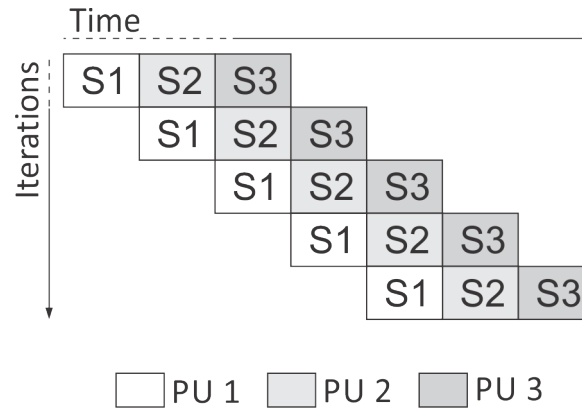 Time
Iterations
S1 S2 S3
S1 S2 S3
S1 S2 S3
S1 S2 S3
S1 S2 S3
PU 1 PU 2 PU 3